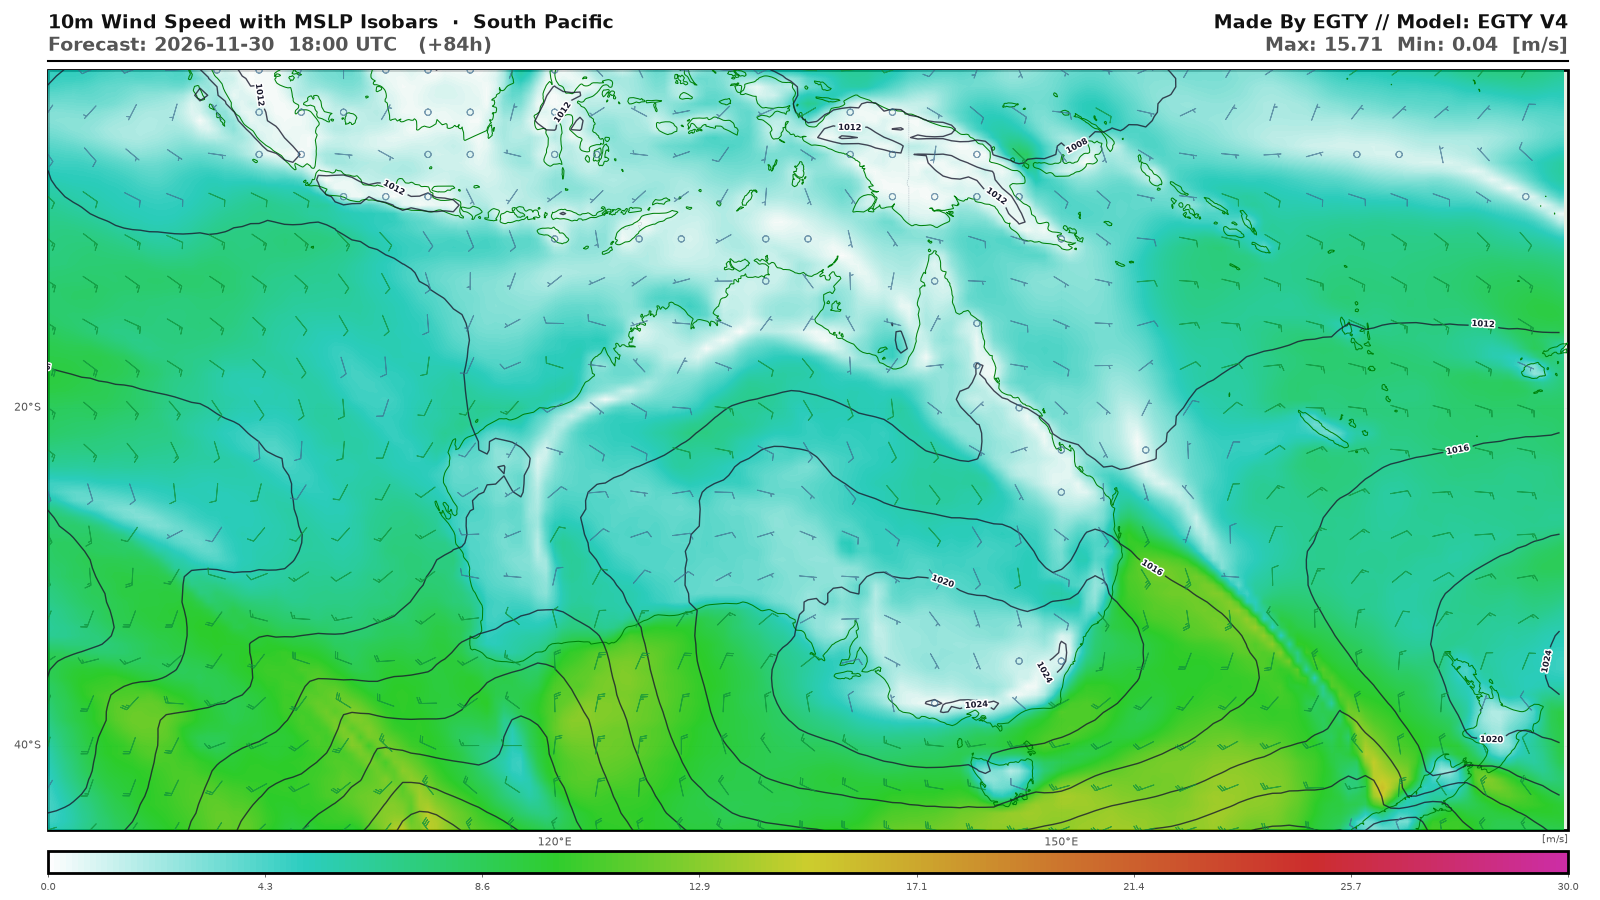 10m Wind Speed with MSLP Isobars · South Pacific
Made By EGTY // Model: EGTY V4
Forecast: 2026-11-30 18:00 UTC (+84h)
Max: 15.71 Min: 0.04 [m/s]
1012
1012
1012
1008
1012
1012
1012
20°S
1016
1020
1016
1024
1024
1024
1020
40°S
120°E
150°E
[m/s]
0.0
4.3
8.6
12.9
17.1
21.4
25.7
30.0